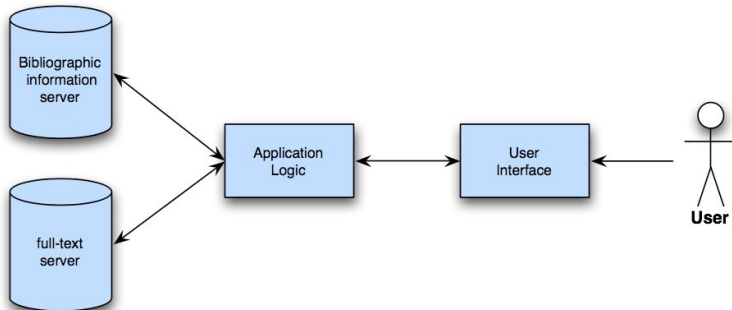 Bibliographic
information
server
Application
Logic
User
Interface
User
full-text
server